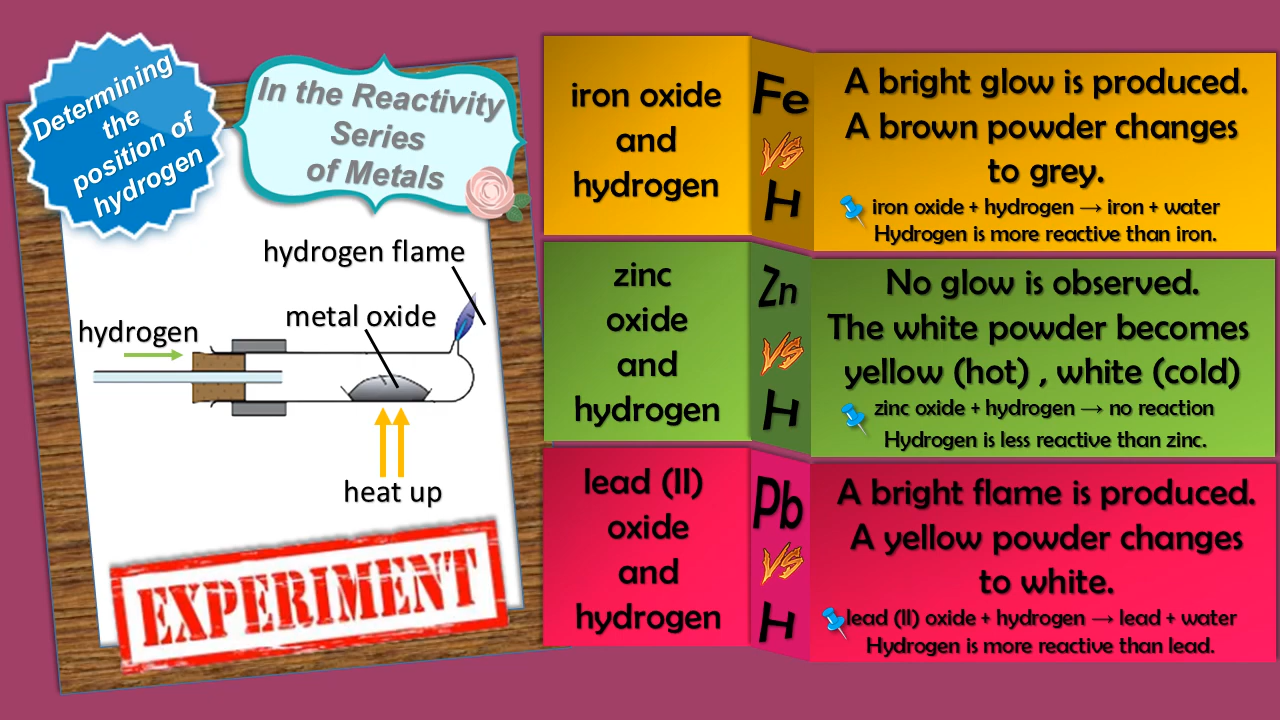 Determining
the
position of
hydrogen
In the Reactivity
Series
of Metals
hydrogen flame
metal oxide
hydrogen
heat up
EXPERIMENT
iron oxide
and
hydrogen
Fe
VS
H
A bright glow is produced.
A brown powder changes
to grey.
iron oxide + hydrogen → iron + water
Hydrogen is more reactive than iron.
zinc
oxide
and
hydrogen
Zn
VS
H
No glow is observed.
The white powder becomes
yellow (hot) , white (cold)
zinc oxide + hydrogen → no reaction
Hydrogen is less reactive than zinc.
lead (II)
oxide
and
hydrogen
Pb
VS
H
A bright flame is produced.
A yellow powder changes
to white.
lead (II) oxide + hydrogen → lead + water
Hydrogen is more reactive than lead.